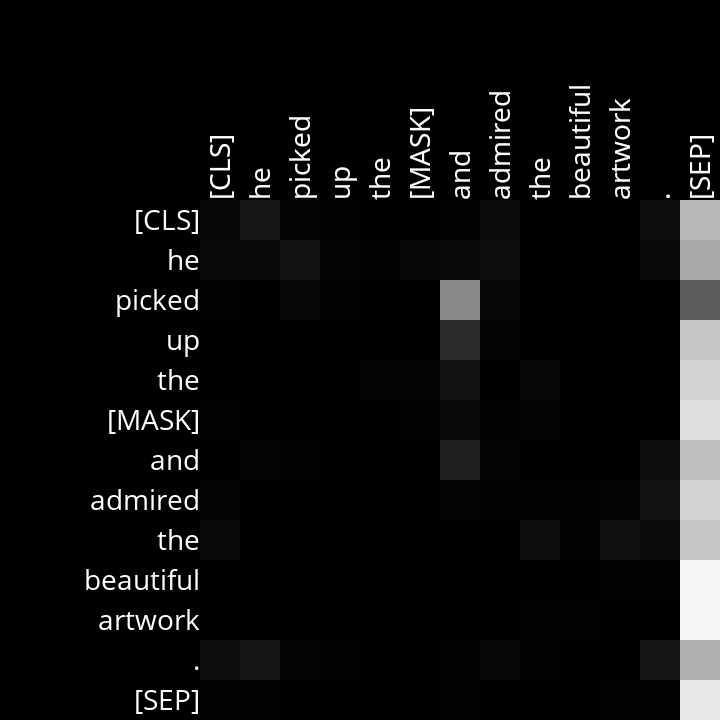 [CLS] he picked up the [MASK] and admired the beautiful artwork . [SEP]
[CLS]
he
picked
up
the
[MASK]
and
admired
the
beautiful
artwork
.
[SEP]